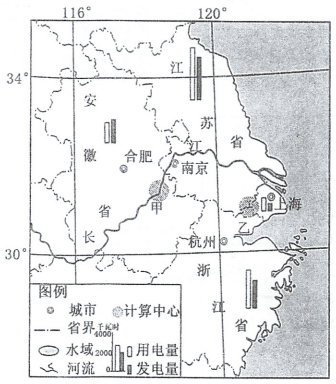 116°
120°
34°
江
苏
省
安
徽
省
合肥
江
南京
甲
上海
乙
长
杭州
30°
浙
江
省
图例
城市
计算中心
省界
千瓦时
4000
水域
2000
用电量
河流
0
发电量